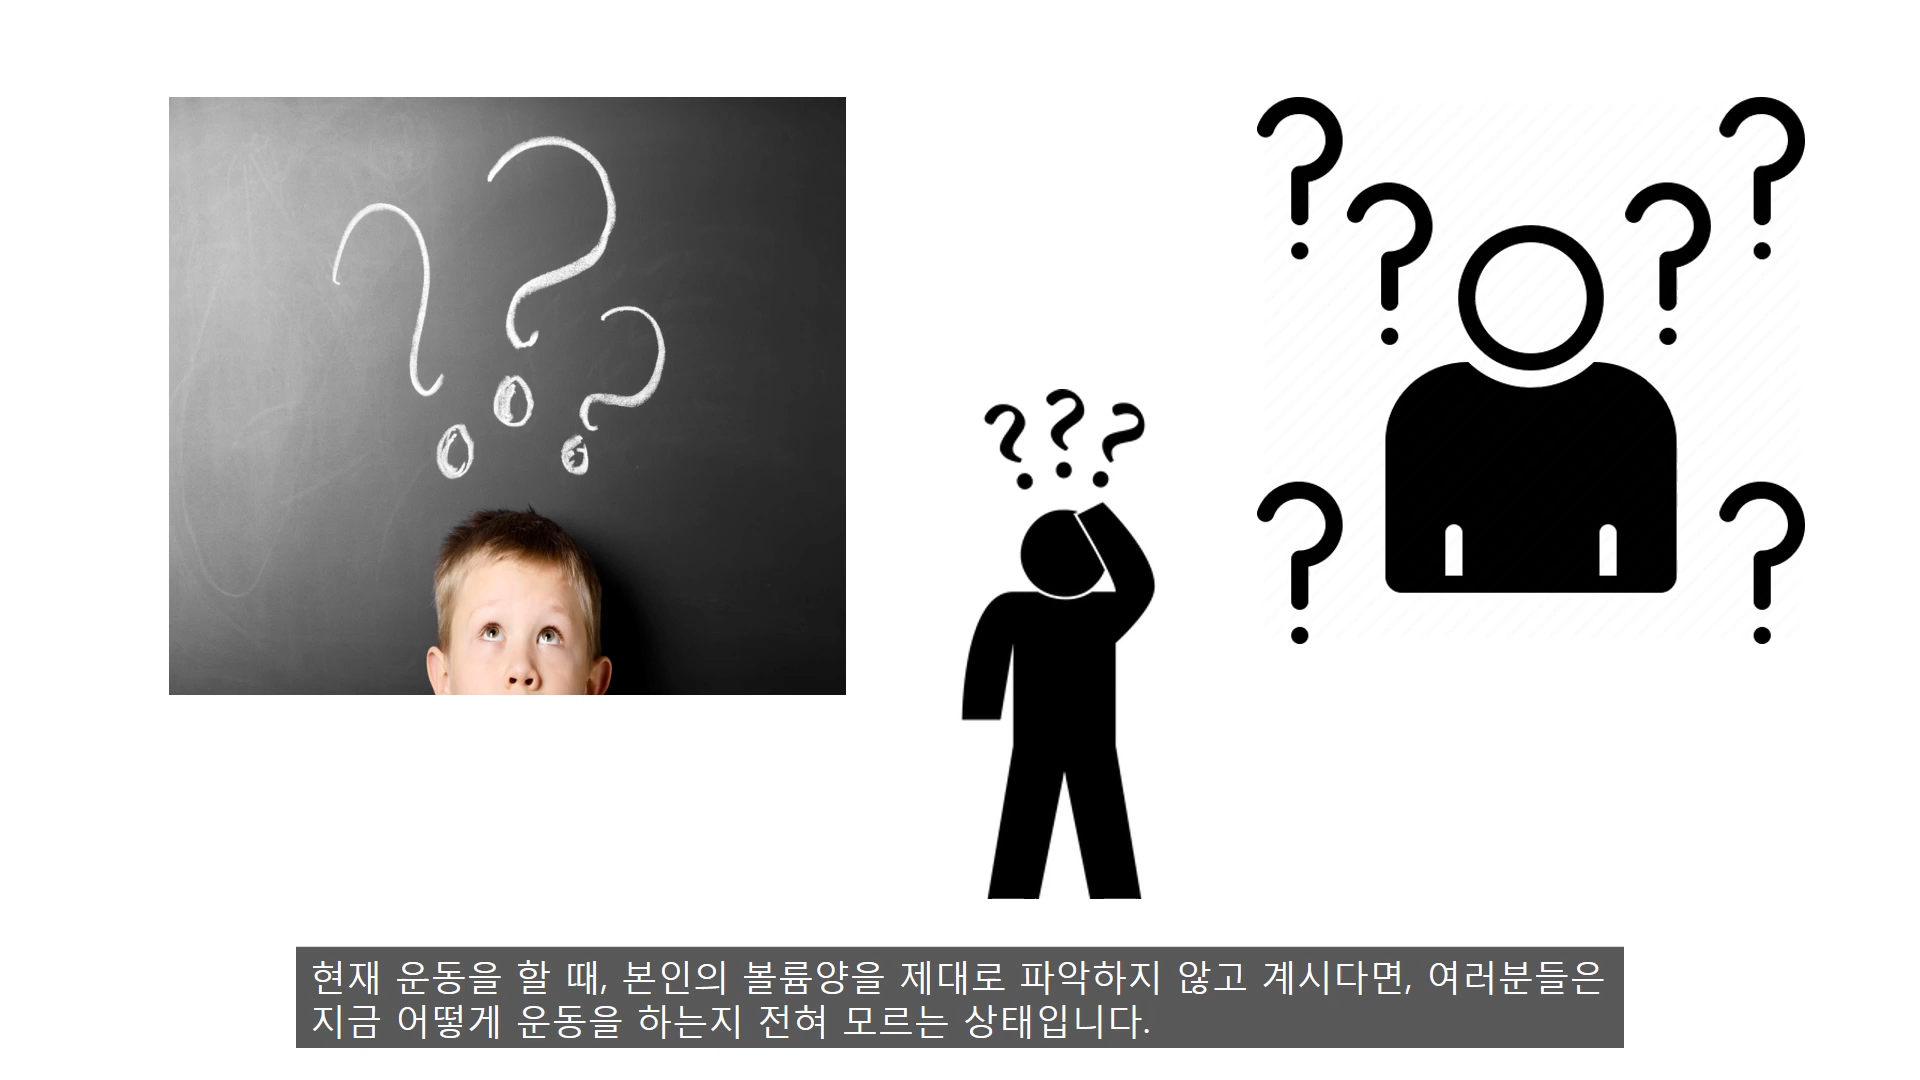 현재 운동을 할 때, 본인의 볼륨양을 제대로 파악하지 않고 계시다면, 여러분들은
지금 어떻게 운동을 하는지 전혀 모르는 상태입니다.